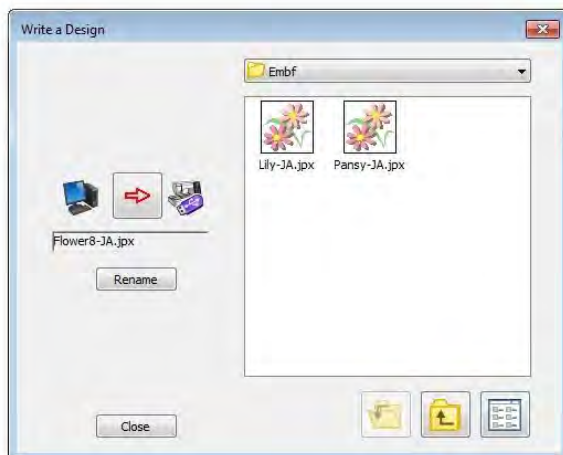 Write a Design
Embf
Lily-JA.jpx
Pansy-JA.jpx
Flower8-JA.jpx
Rename
Close